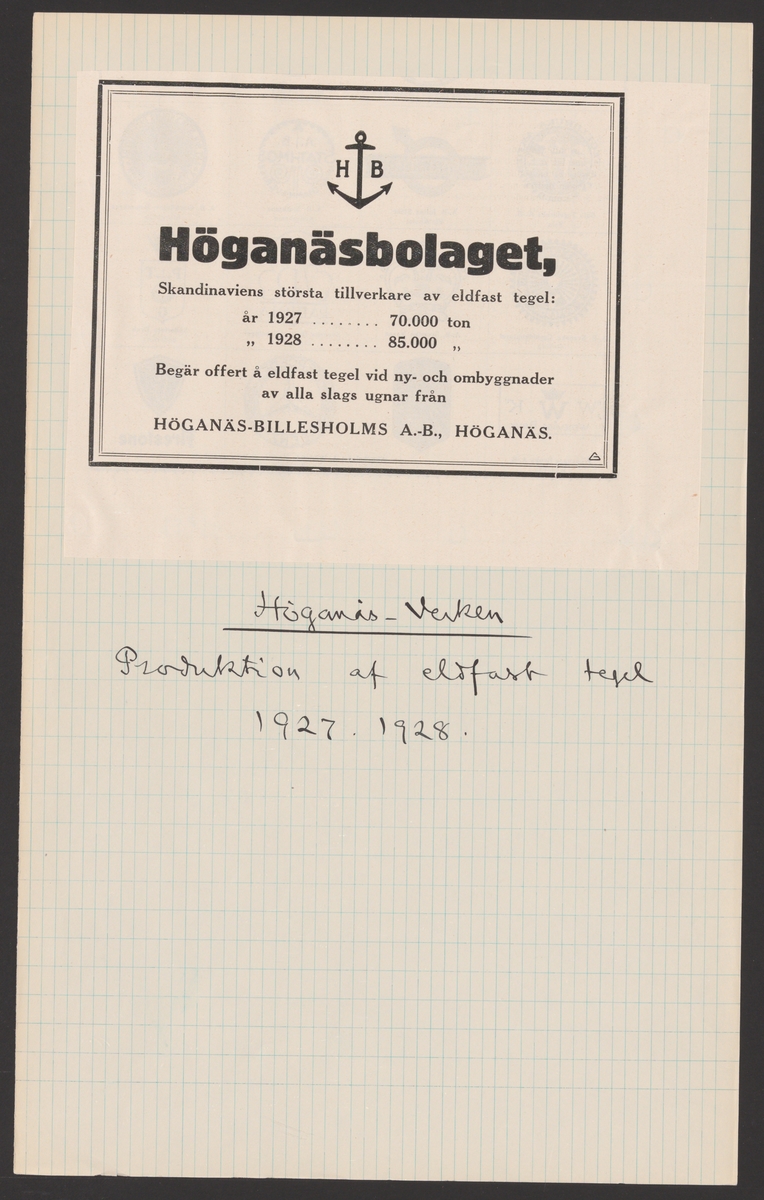 H B
Höganäsbolaget,
Skandinaviens största tillverkare av eldfast tegel:
år 1927 ........ 70.000 ton
„ 1928 ........ 85.000 „
Begär offert å eldfast tegel vid ny- och ombyggnader
av alla slags ugnar från
HÖGANÄS-BILLESHOLMS A.-B., HÖGANÄS.
Höganäs-Verken
Produktion af eldfast tegel
1927. 1928.